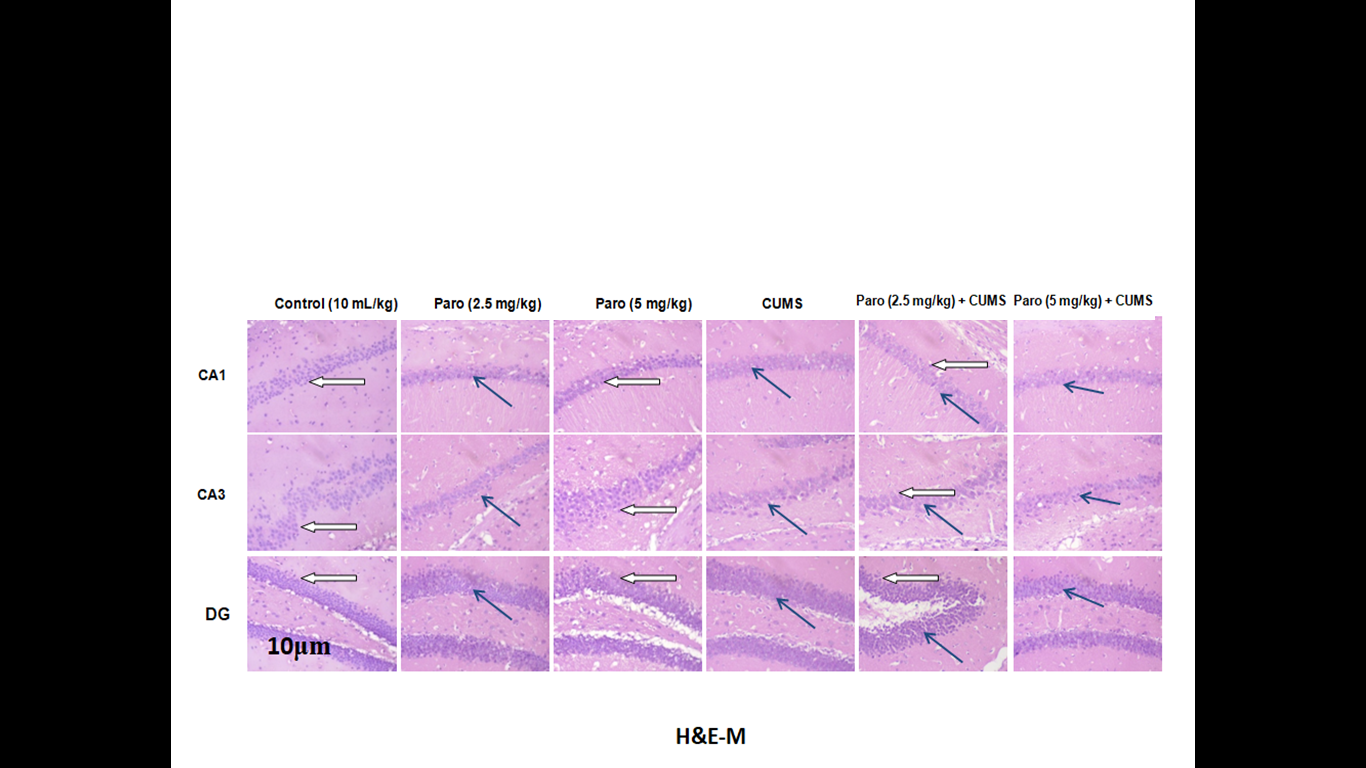 Control (10 mL/kg) Paro (2.5 mg/kg) Paro (5 mg/kg) CUMS Paro (2.5 mg/kg) + CUMS Paro (5 mg/kg) + CUMS
CA1
CA3
DG
10μm
H&E-M